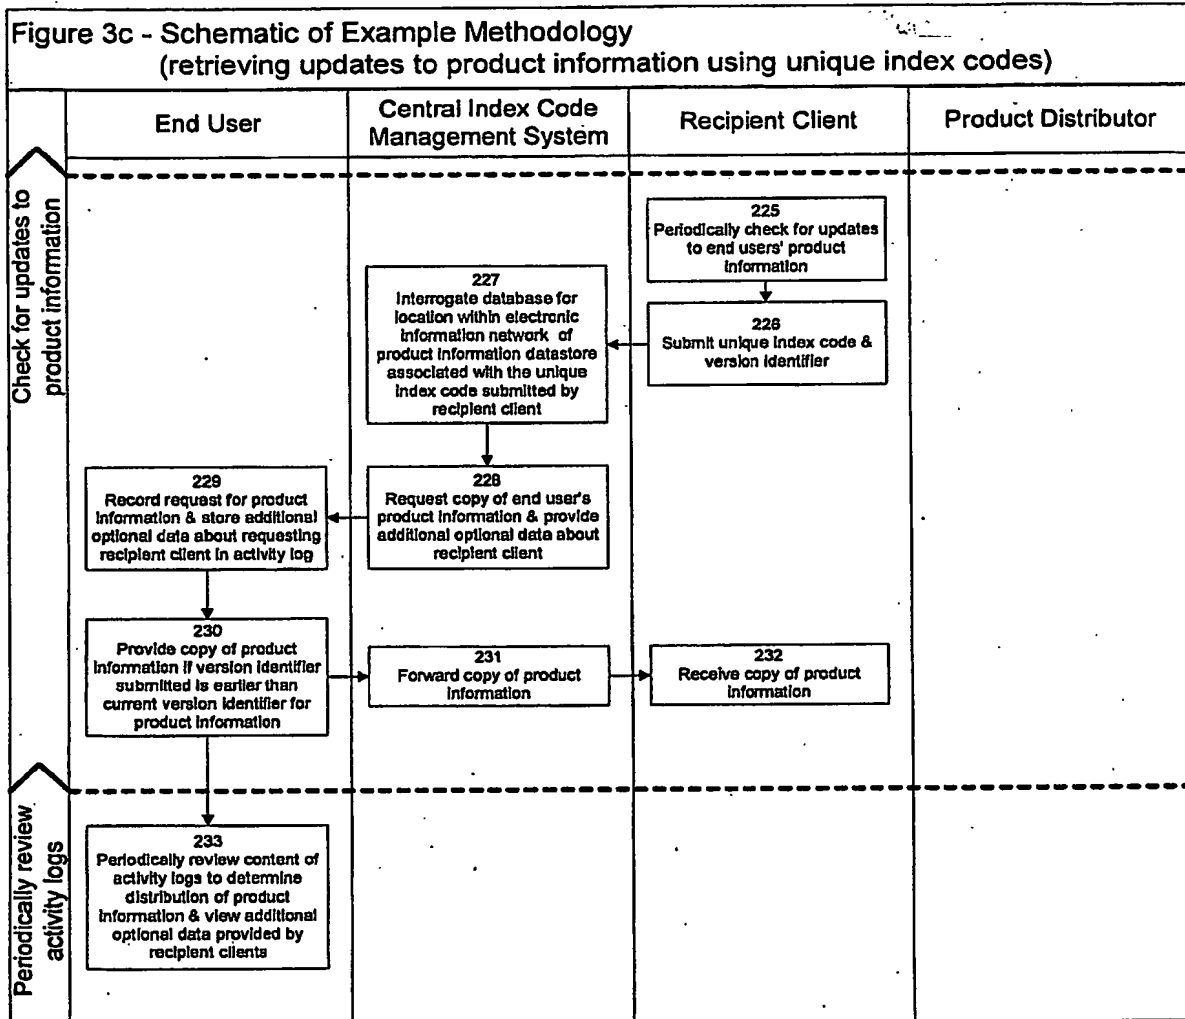 Figure 3c - Schematic of Example Methodology
(retrieving updates to product information using unique index codes)
End User
Central Index Code
Management System
Recipient Client
Product Distributor
Check for updates to
product information
225
Periodically check for updates
to end users' product
information
226
Submit unique index code &
version identifier
227
Interrogate database for
location within electronic
information network of
product information datastore
associated with the unique
index code submitted by
recipient client
228
Request copy of end user's
product information & provide
additional optional data about
recipient client
229
Record request for product
information & store additional
optional data about requesting
recipient client in activity log
230
Provide copy of product
information if version identifier
submitted is earlier than
current version identifier for
product information
231
Forward copy of product
information
232
Receive copy of product
information
Periodically review
activity logs
233
Periodically review content of
activity logs to determine
distribution of product
information & view additional
optional data provided by
recipient clients